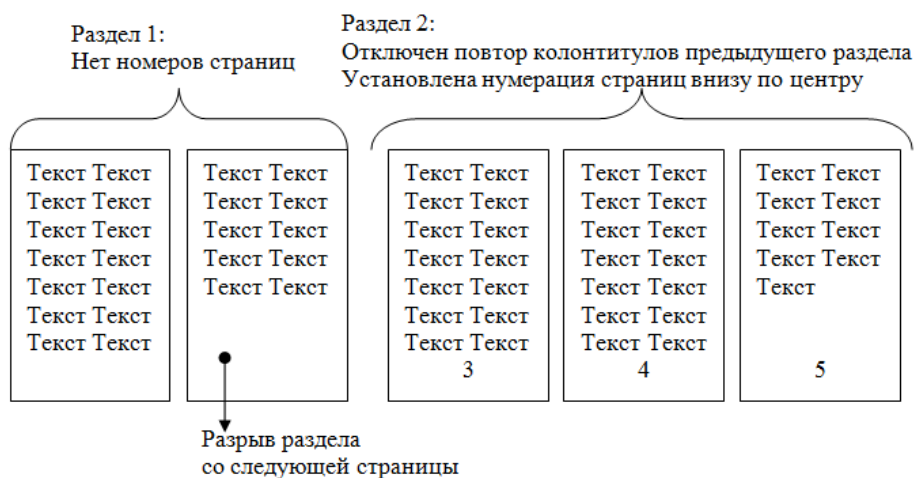 Раздел 1:
Нет номеров страниц
Раздел 2:
Отключен повтор колонтитулов предыдущего раздела
Установлена нумерация страниц внизу по центру
Текст Текст
Текст Текст
Текст Текст
Текст Текст
Текст Текст
Текст Текст
Текст Текст
Текст Текст
Текст Текст
Текст Текст
Текст Текст
Текст Текст
Разрыв раздела
со следующей страницы
Текст Текст
Текст Текст
Текст Текст
Текст Текст
Текст Текст
Текст Текст
Текст Текст
3
Текст Текст
Текст Текст
Текст Текст
Текст Текст
Текст Текст
Текст Текст
Текст Текст
4
Текст Текст
Текст Текст
Текст Текст
Текст Текст
Текст
5